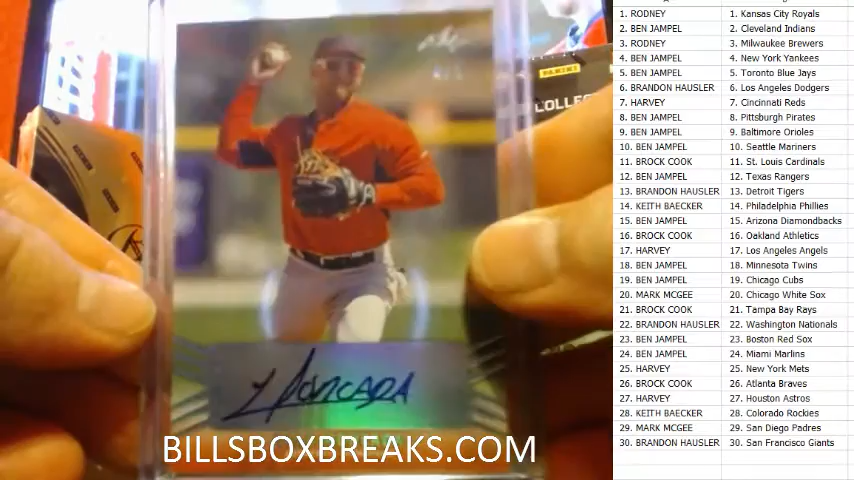 PANINI
COLLEC
Y Moncada
BILLSBOXBREAKS.COM
1. RODNEY 1. Kansas City Royals
2. BEN JAMPEL 2. Cleveland Indians
3. RODNEY 3. Milwaukee Brewers
4. BEN JAMPEL 4. New York Yankees
5. BEN JAMPEL 5. Toronto Blue Jays
6. BRANDON HAUSLER 6. Los Angeles Dodgers
7. HARVEY 7. Cincinnati Reds
8. BEN JAMPEL 8. Pittsburgh Pirates
9. BEN JAMPEL 9. Baltimore Orioles
10. BEN JAMPEL 10. Seattle Mariners
11. BROCK COOK 11. St. Louis Cardinals
12. BEN JAMPEL 12. Texas Rangers
13. BRANDON HAUSLER 13. Detroit Tigers
14. KEITH BAECKER 14. Philadelphia Phillies
15. BEN JAMPEL 15. Arizona Diamondbacks
16. BROCK COOK 16. Oakland Athletics
17. HARVEY 17. Los Angeles Angels
18. BEN JAMPEL 18. Minnesota Twins
19. BEN JAMPEL 19. Chicago Cubs
20. MARK MCGEE 20. Chicago White Sox
21. BROCK COOK 21. Tampa Bay Rays
22. BRANDON HAUSLER 22. Washington Nationals
23. BEN JAMPEL 23. Boston Red Sox
24. BEN JAMPEL 24. Miami Marlins
25. HARVEY 25. New York Mets
26. BROCK COOK 26. Atlanta Braves
27. HARVEY 27. Houston Astros
28. KEITH BAECKER 28. Colorado Rockies
29. MARK MCGEE 29. San Diego Padres
30. BRANDON HAUSLER 30. San Francisco Giants